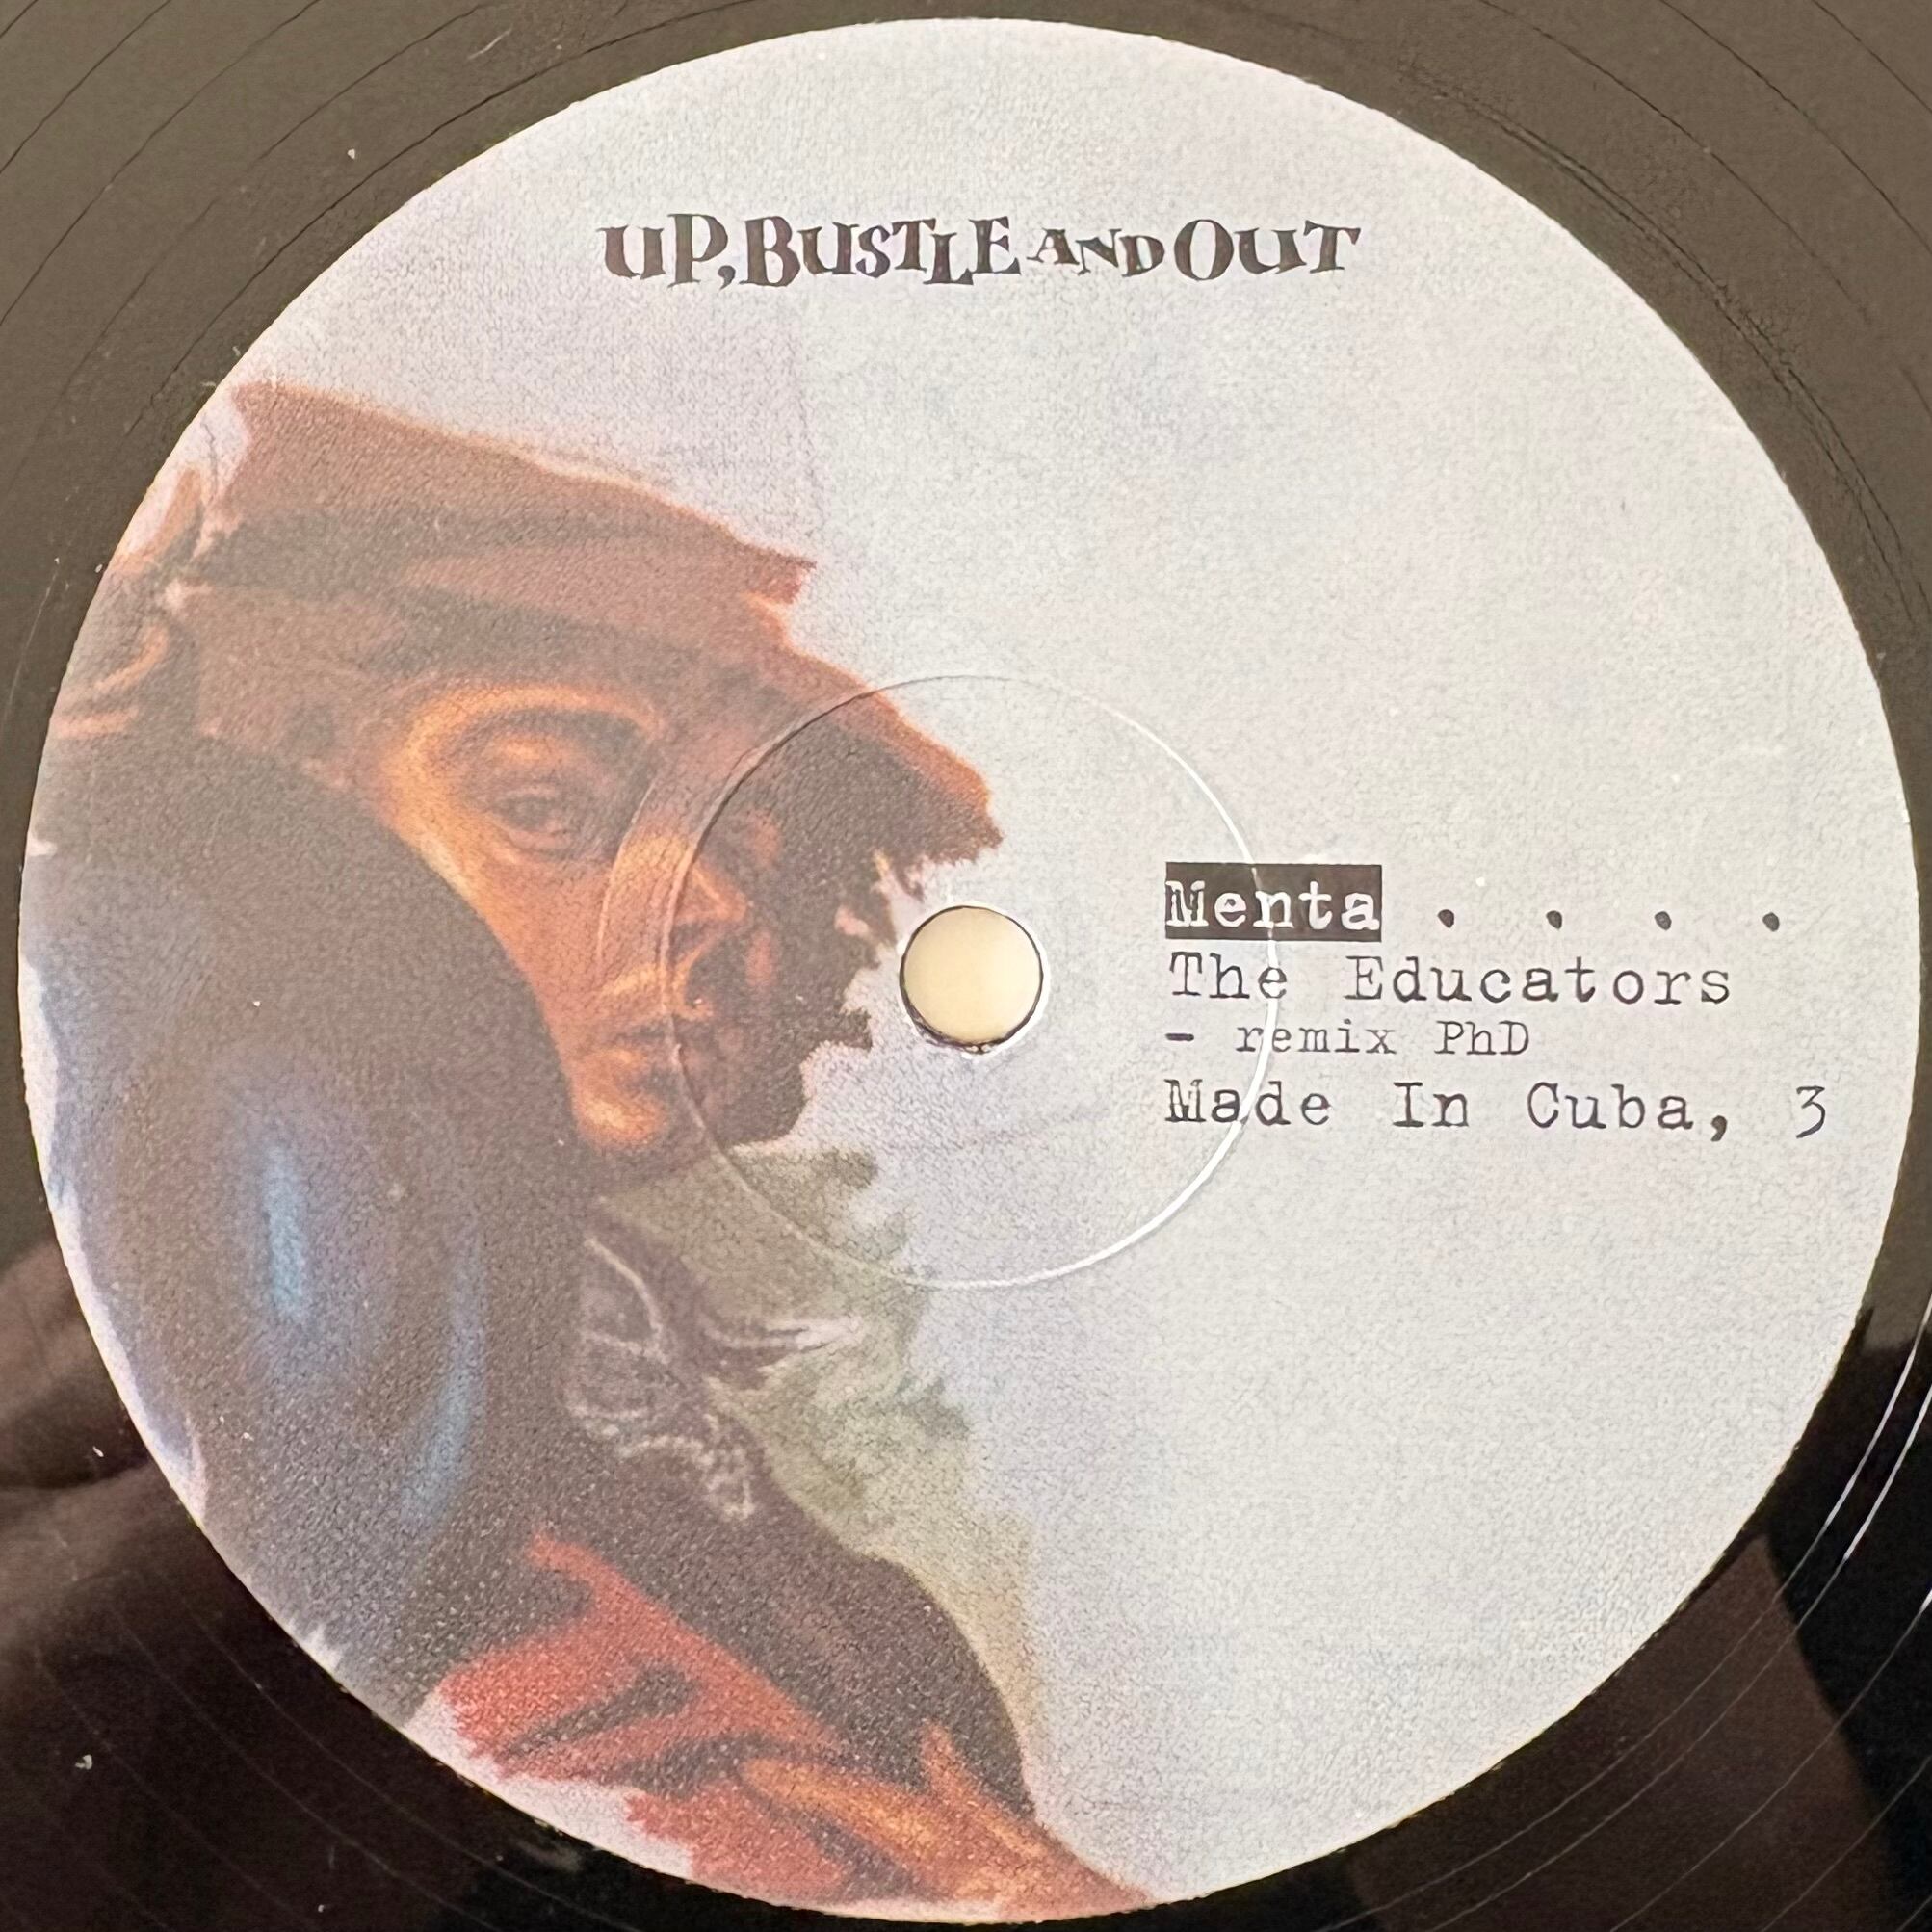 UP, BUSTLE AND OUT
Menta . . . .
The Educators
- remix PhD
Made In Cuba, 3